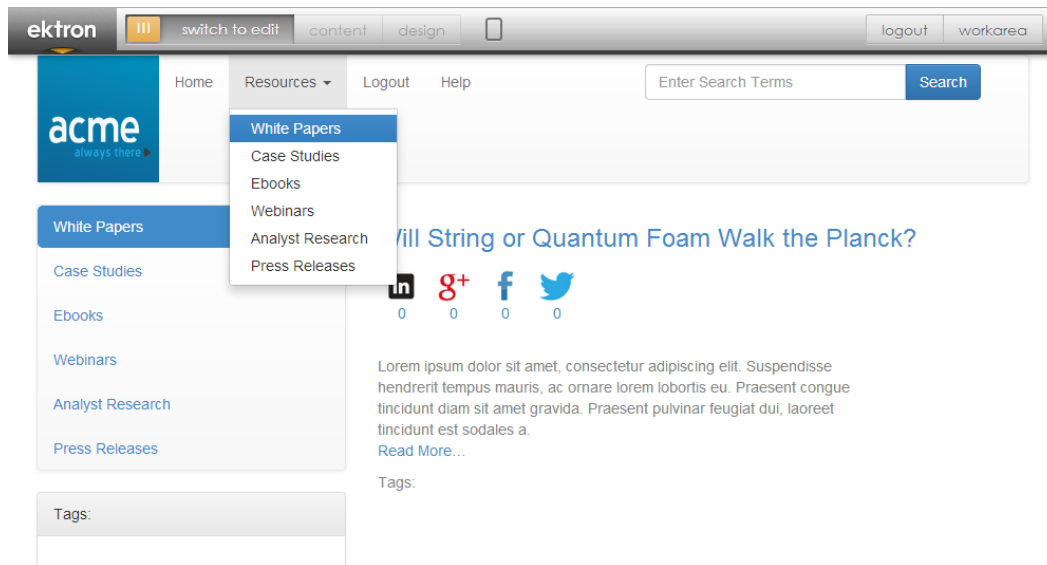 ektron
switch to edit
content
design
logout
workarea
acme
always there
Home
Resources
Logout
Help
Enter Search Terms
Search
White Papers
Case Studies
Ebooks
Webinars
Analyst Research
Press Releases
White Papers
Case Studies
Ebooks
Webinars
Analyst Research
Press Releases
Tags:
String or Quantum Foam Walk the Planck?
in
g+
f
0
0
0
0
Lorem ipsum dolor sit amet, consectetur adipiscing elit. Suspendisse
hendrerit tempus mauris, ac ornare lorem lobortis eu. Praesent congue
tincidunt diam sit amet gravida. Praesent pulvinar feugiat dui, laoreet
tincidunt est sodales a.
Read More...
Tags: